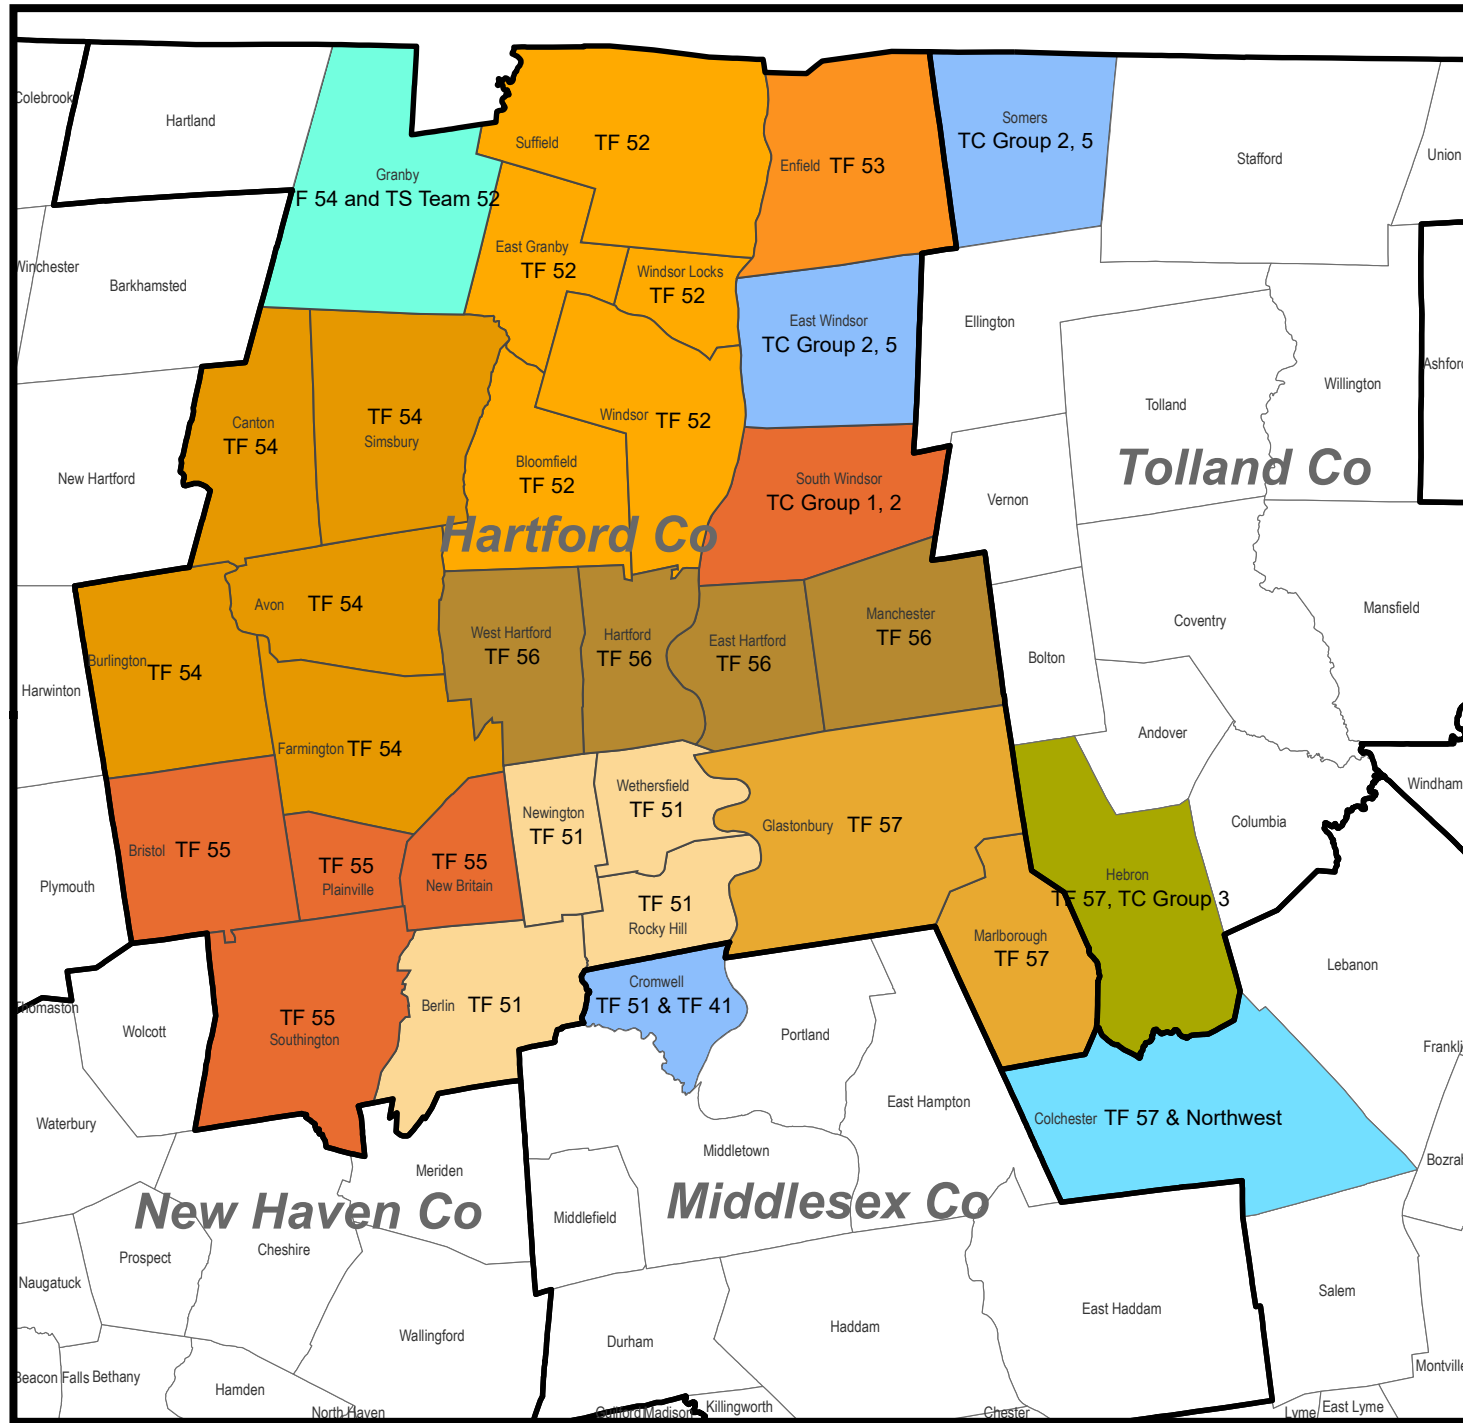 Colebrook
Hartland
Granby
F 54 and TS Team 52
Suffield
TF 52
Enfield
TF 53
Somers
TC Group 2, 5
Stafford
Union
Winchester
Barkhamsted
East Granby
TF 52
Windsor Locks
TF 52
East Windsor
TC Group 2, 5
Ellington
Tolland
Willington
Ashford
Canton
TF 54
TF 54
Simsbury
Windsor
TF 52
Bloomfield
TF 52
South Windsor
TC Group 1, 2
Vernon
Tolland Co
New Hartford
Hartford Co
Avon
TF 54
West Hartford
TF 56
Hartford
TF 56
East Hartford
TF 56
Manchester
TF 56
Bolton
Coventry
Mansfield
Burlington
TF 54
Harwinton
Farmington
TF 54
Andover
Windham
Columbia
Newington
TF 51
Wethersfield
TF 51
Glastonbury
TF 57
Bristol
TF 55
TF 55
Plainville
TF 55
New Britain
Plymouth
TF 51
Rocky Hill
Hebron
TF 57, TC Group 3
Marlborough
TF 57
Lebanon
Thomaston
Wolcott
TF 55
Southington
Berlin
TF 51
Cromwell
TF 51 & TF 41
Portland
Frankli
East Hampton
Colchester
TF 57 & Northwest
Waterbury
Middletown
Bozrah
Meriden
New Haven Co
Middlesex Co
Middlefield
Prospect
Cheshire
Naugatuck
Salem
East Haddam
Wallingford
Durham
Haddam
Montville
Beacon Falls
Bethany
Hamden
North Haven
Guilford
Madison
Killingworth
Chester
Lyme
East Lyme